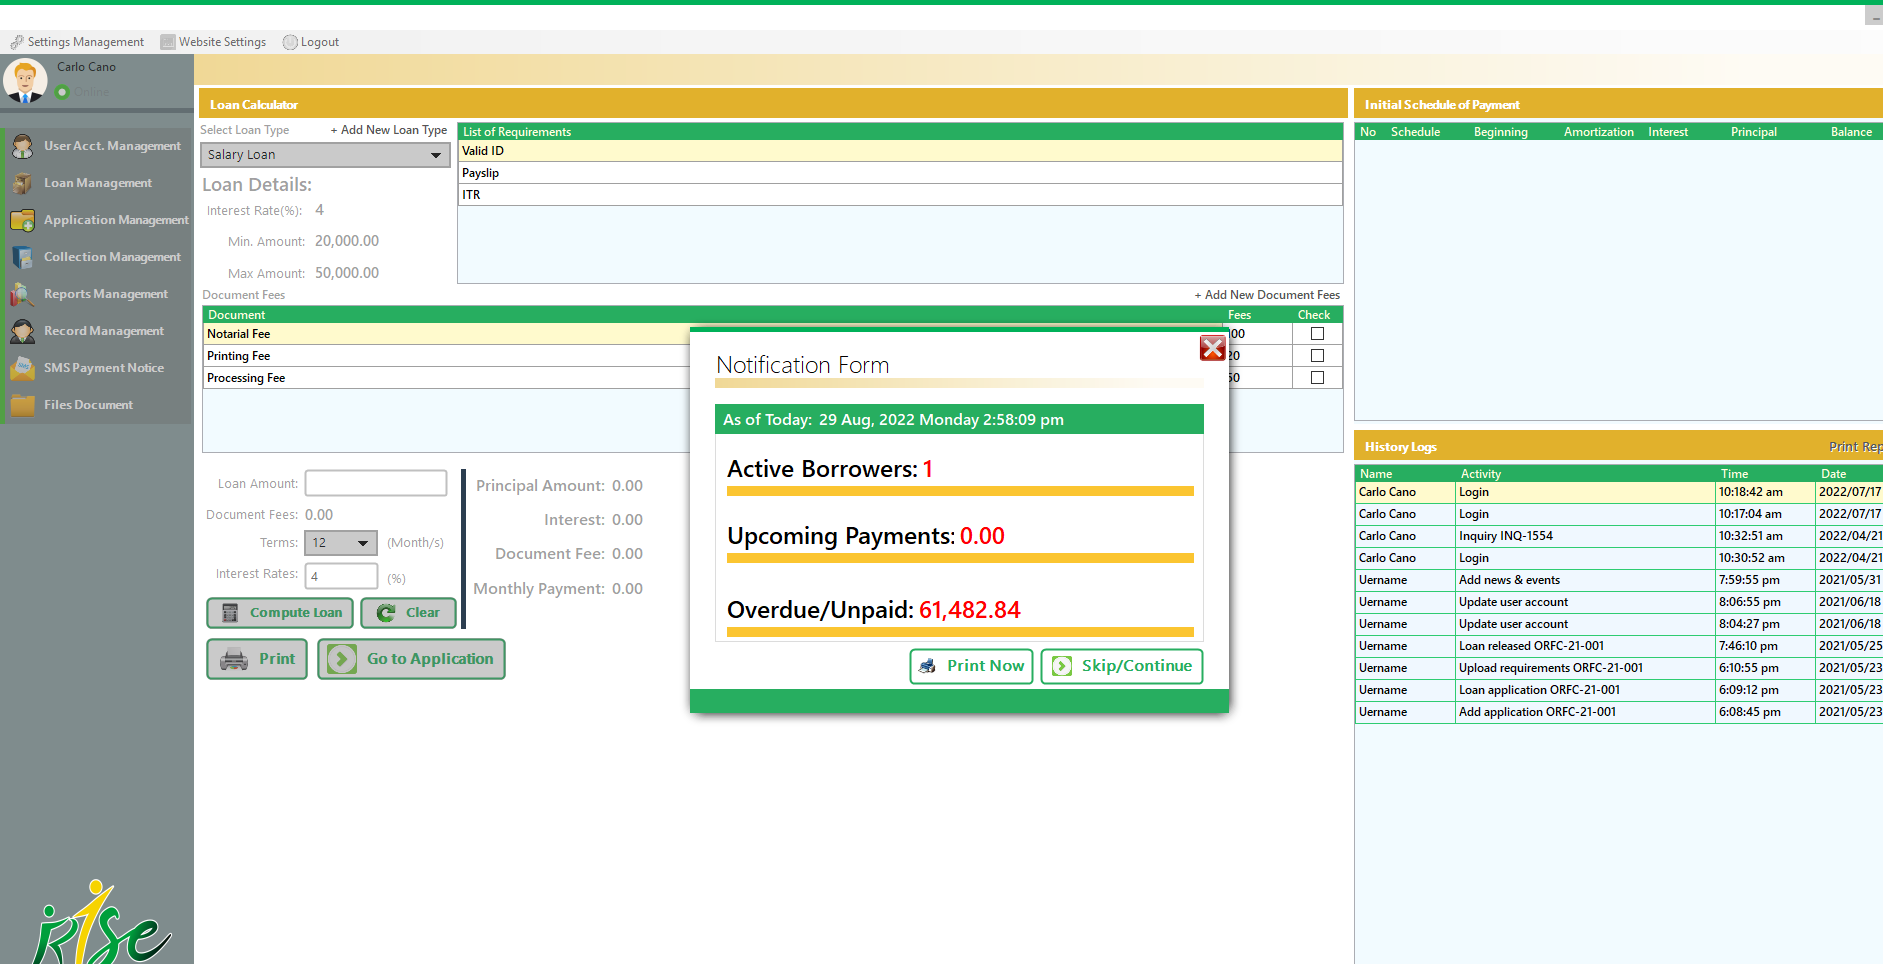 Settings Management Website Settings Logout
Carlo Cano
Online
User Acct. Management
Loan Management
Application Management
Collection Management
Reports Management
Record Management
SMS Payment Notice
Files Document
Rise
Loan Calculator
Select Loan Type + Add New Loan Type
Salary Loan
Loan Details:
Interest Rate(%): 4
Min. Amount: 20,000.00
Max Amount: 50,000.00
List of Requirements
Valid ID
Payslip
ITR
Document Fees + Add New Document Fees
Document Fees Check
Notarial Fee
Printing Fee
Processing Fee
Loan Amount:
Document Fees: 0.00
Terms: 12 (Month/s)
Interest Rates: 4 (%)
Compute Loan Clear
Print Go to Application
Principal Amount: 0.00
Interest: 0.00
Document Fee: 0.00
Monthly Payment: 0.00
Notification Form
As of Today: 29 Aug, 2022 Monday 2:58:09 pm
Active Borrowers: 1
Upcoming Payments: 0.00
Overdue/Unpaid: 61,482.84
Print Now Skip/Continue
Initial Schedule of Payment
No Schedule Beginning Amortization Interest Principal Balance
History Logs Print Rep
Name Activity Time Date
Carlo Cano Login 10:18:42 am 2022/07/17
Carlo Cano Login 10:17:04 am 2022/07/17
Carlo Cano Inquiry INQ-1554 10:32:51 am 2022/04/21
Carlo Cano Login 10:30:52 am 2022/04/21
Uername Add news & events 7:59:55 pm 2021/05/31
Uername Update user account 8:06:55 pm 2021/06/18
Uername Update user account 8:04:27 pm 2021/06/18
Uername Loan released ORFC-21-001 7:46:10 pm 2021/05/25
Uername Upload requirements ORFC-21-001 6:10:55 pm 2021/05/23
Uername Loan application ORFC-21-001 6:09:12 pm 2021/05/23
Uername Add application ORFC-21-001 6:08:45 pm 2021/05/23